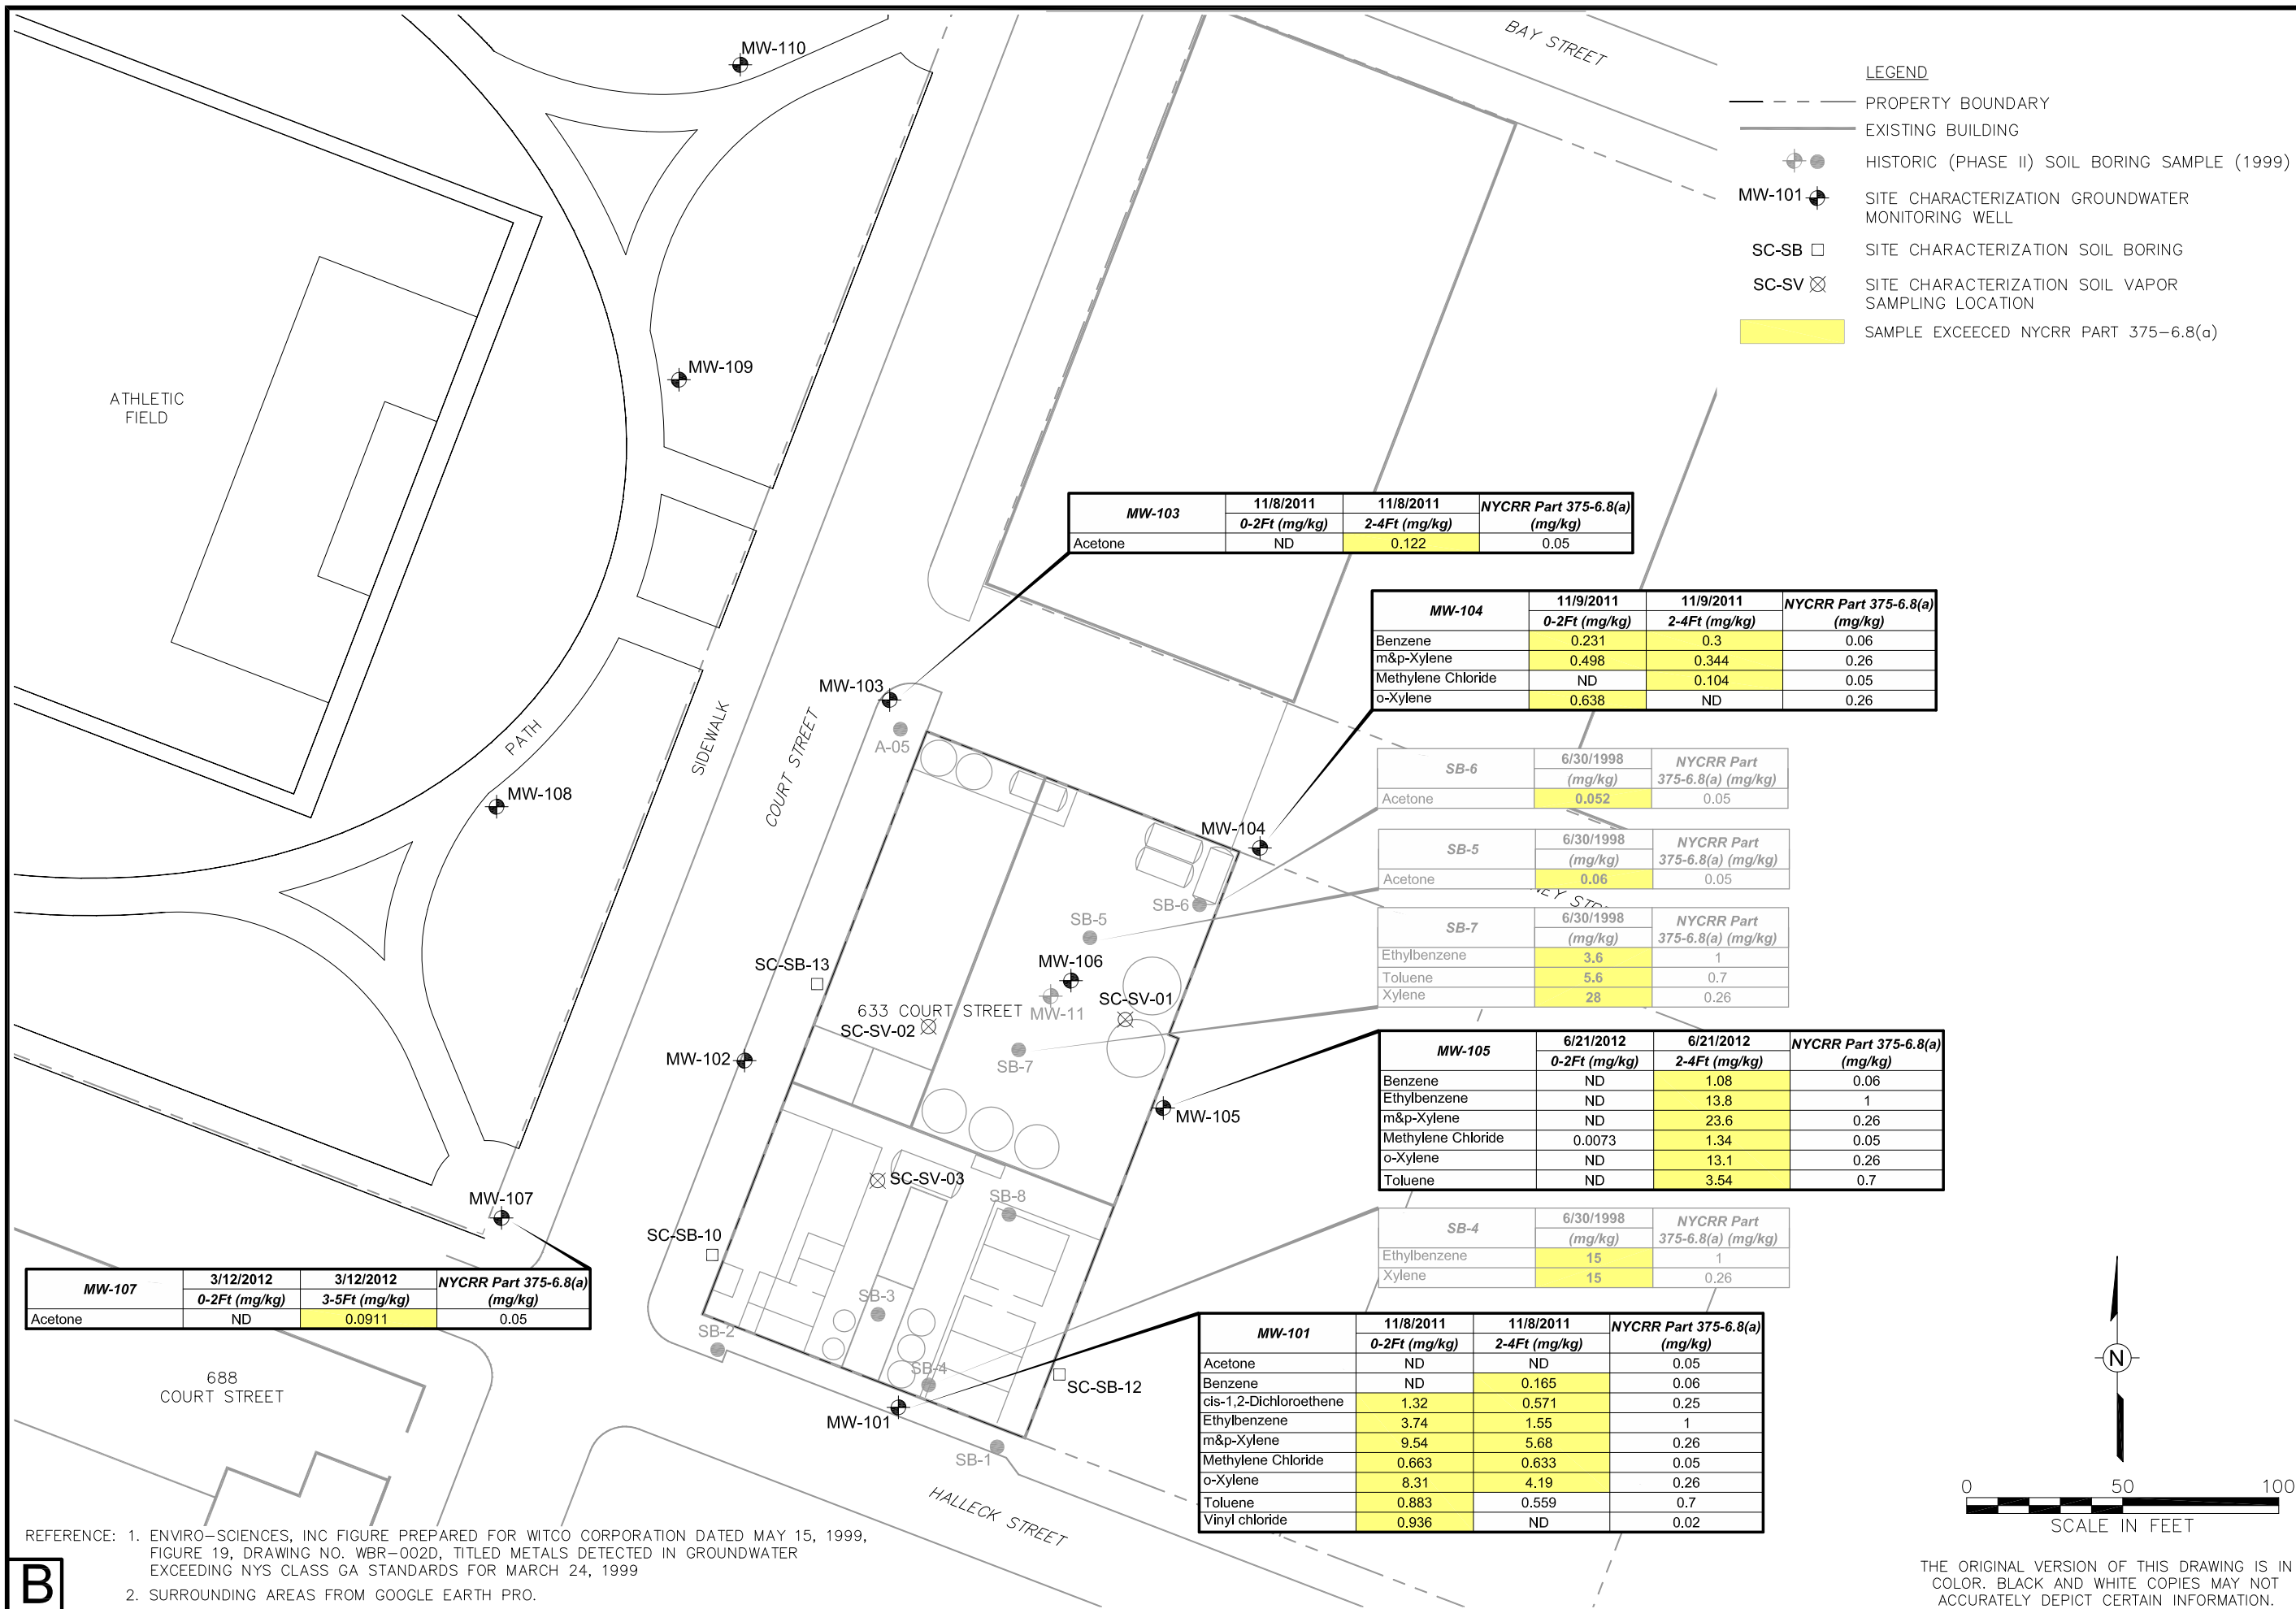 MW-110
BAY STREET
LEGEND
PROPERTY BOUNDARY
EXISTING BUILDING
HISTORIC (PHASE II) SOIL BORING SAMPLE (1999)
MW-101 SITE CHARACTERIZATION GROUNDWATER
MONITORING WELL
SC-SB SITE CHARACTERIZATION SOIL BORING
SC-SV SITE CHARACTERIZATION SOIL VAPOR
SAMPLING LOCATION
SAMPLE EXCEECED NYCRR PART 375-6.8(a)
MW-109
ATHLETIC
FIELD
MW-103 11/8/2011 11/8/2011 NYCRR Part 375-6.8(a)
0-2Ft (mg/kg) 2-4Ft (mg/kg) (mg/kg)
Acetone ND 0.122 0.05
MW-104 11/9/2011 11/9/2011 NYCRR Part 375-6.8(a)
0-2Ft (mg/kg) 2-4Ft (mg/kg) (mg/kg)
Benzene 0.231 0.3 0.06
m&p-Xylene 0.498 0.344 0.26
Methylene Chloride ND 0.104 0.05
o-Xylene 0.638 ND 0.26
MW-103
A-05
PATH
SIDEWALK
COURT STREET
MW-108
SB-6 6/30/1998 NYCRR Part
(mg/kg) 375-6.8(a) (mg/kg)
Acetone 0.052 0.05
MW-104
SB-5 6/30/1998 NYCRR Part
(mg/kg) 375-6.8(a) (mg/kg)
Acetone 0.06 0.05
SB-6
SB-5
SB-7 6/30/1998 NYCRR Part
(mg/kg) 375-6.8(a) (mg/kg)
Ethylbenzene 3.6 1
Toluene 5.6 0.7
Xylene 28 0.26
SC-SB-13
MW-106
633 COURT STREET
MW-11
SC-SV-01
SC-SV-02
MW-102
SB-7
MW-105
MW-105 6/21/2012 6/21/2012 NYCRR Part 375-6.8(a)
0-2Ft (mg/kg) 2-4Ft (mg/kg) (mg/kg)
Benzene ND 1.08 0.06
Ethylbenzene ND 13.8 1
m&p-Xylene ND 23.6 0.26
Methylene Chloride 0.0073 1.34 0.05
o-Xylene ND 13.1 0.26
Toluene ND 3.54 0.7
SC-SV-03
SB-8
MW-107
SC-SB-10
SB-4 6/30/1998 NYCRR Part
(mg/kg) 375-6.8(a) (mg/kg)
Ethylbenzene 15 1
Xylene 15 0.26
MW-107 3/12/2012 3/12/2012 NYCRR Part 375-6.8(a)
0-2Ft (mg/kg) 3-5Ft (mg/kg) (mg/kg)
Acetone ND 0.0911 0.05
SB-3
SB-2
SB-4
SC-SB-12
MW-101
SB-1
688
COURT STREET
HALLECK STREET
MW-101 11/8/2011 11/8/2011 NYCRR Part 375-6.8(a)
0-2Ft (mg/kg) 2-4Ft (mg/kg) (mg/kg)
Acetone ND ND 0.05
Benzene ND 0.165 0.06
cis-1,2-Dichloroethene 1.32 0.571 0.25
Ethylbenzene 3.74 1.55 1
m&p-Xylene 9.54 5.68 0.26
Methylene Chloride 0.663 0.633 0.05
o-Xylene 8.31 4.19 0.26
Toluene 0.883 0.559 0.7
Vinyl chloride 0.936 ND 0.02
N
0 50 100
SCALE IN FEET
REFERENCE: 1. ENVIRO-SCIENCES, INC FIGURE PREPARED FOR WITCO CORPORATION DATED MAY 15, 1999,
FIGURE 19, DRAWING NO. WBR-002D, TITLED METALS DETECTED IN GROUNDWATER
EXCEEDING NYS CLASS GA STANDARDS FOR MARCH 24, 1999
2. SURROUNDING AREAS FROM GOOGLE EARTH PRO.
B
THE ORIGINAL VERSION OF THIS DRAWING IS IN
COLOR. BLACK AND WHITE COPIES MAY NOT
ACCURATELY DEPICT CERTAIN INFORMATION.